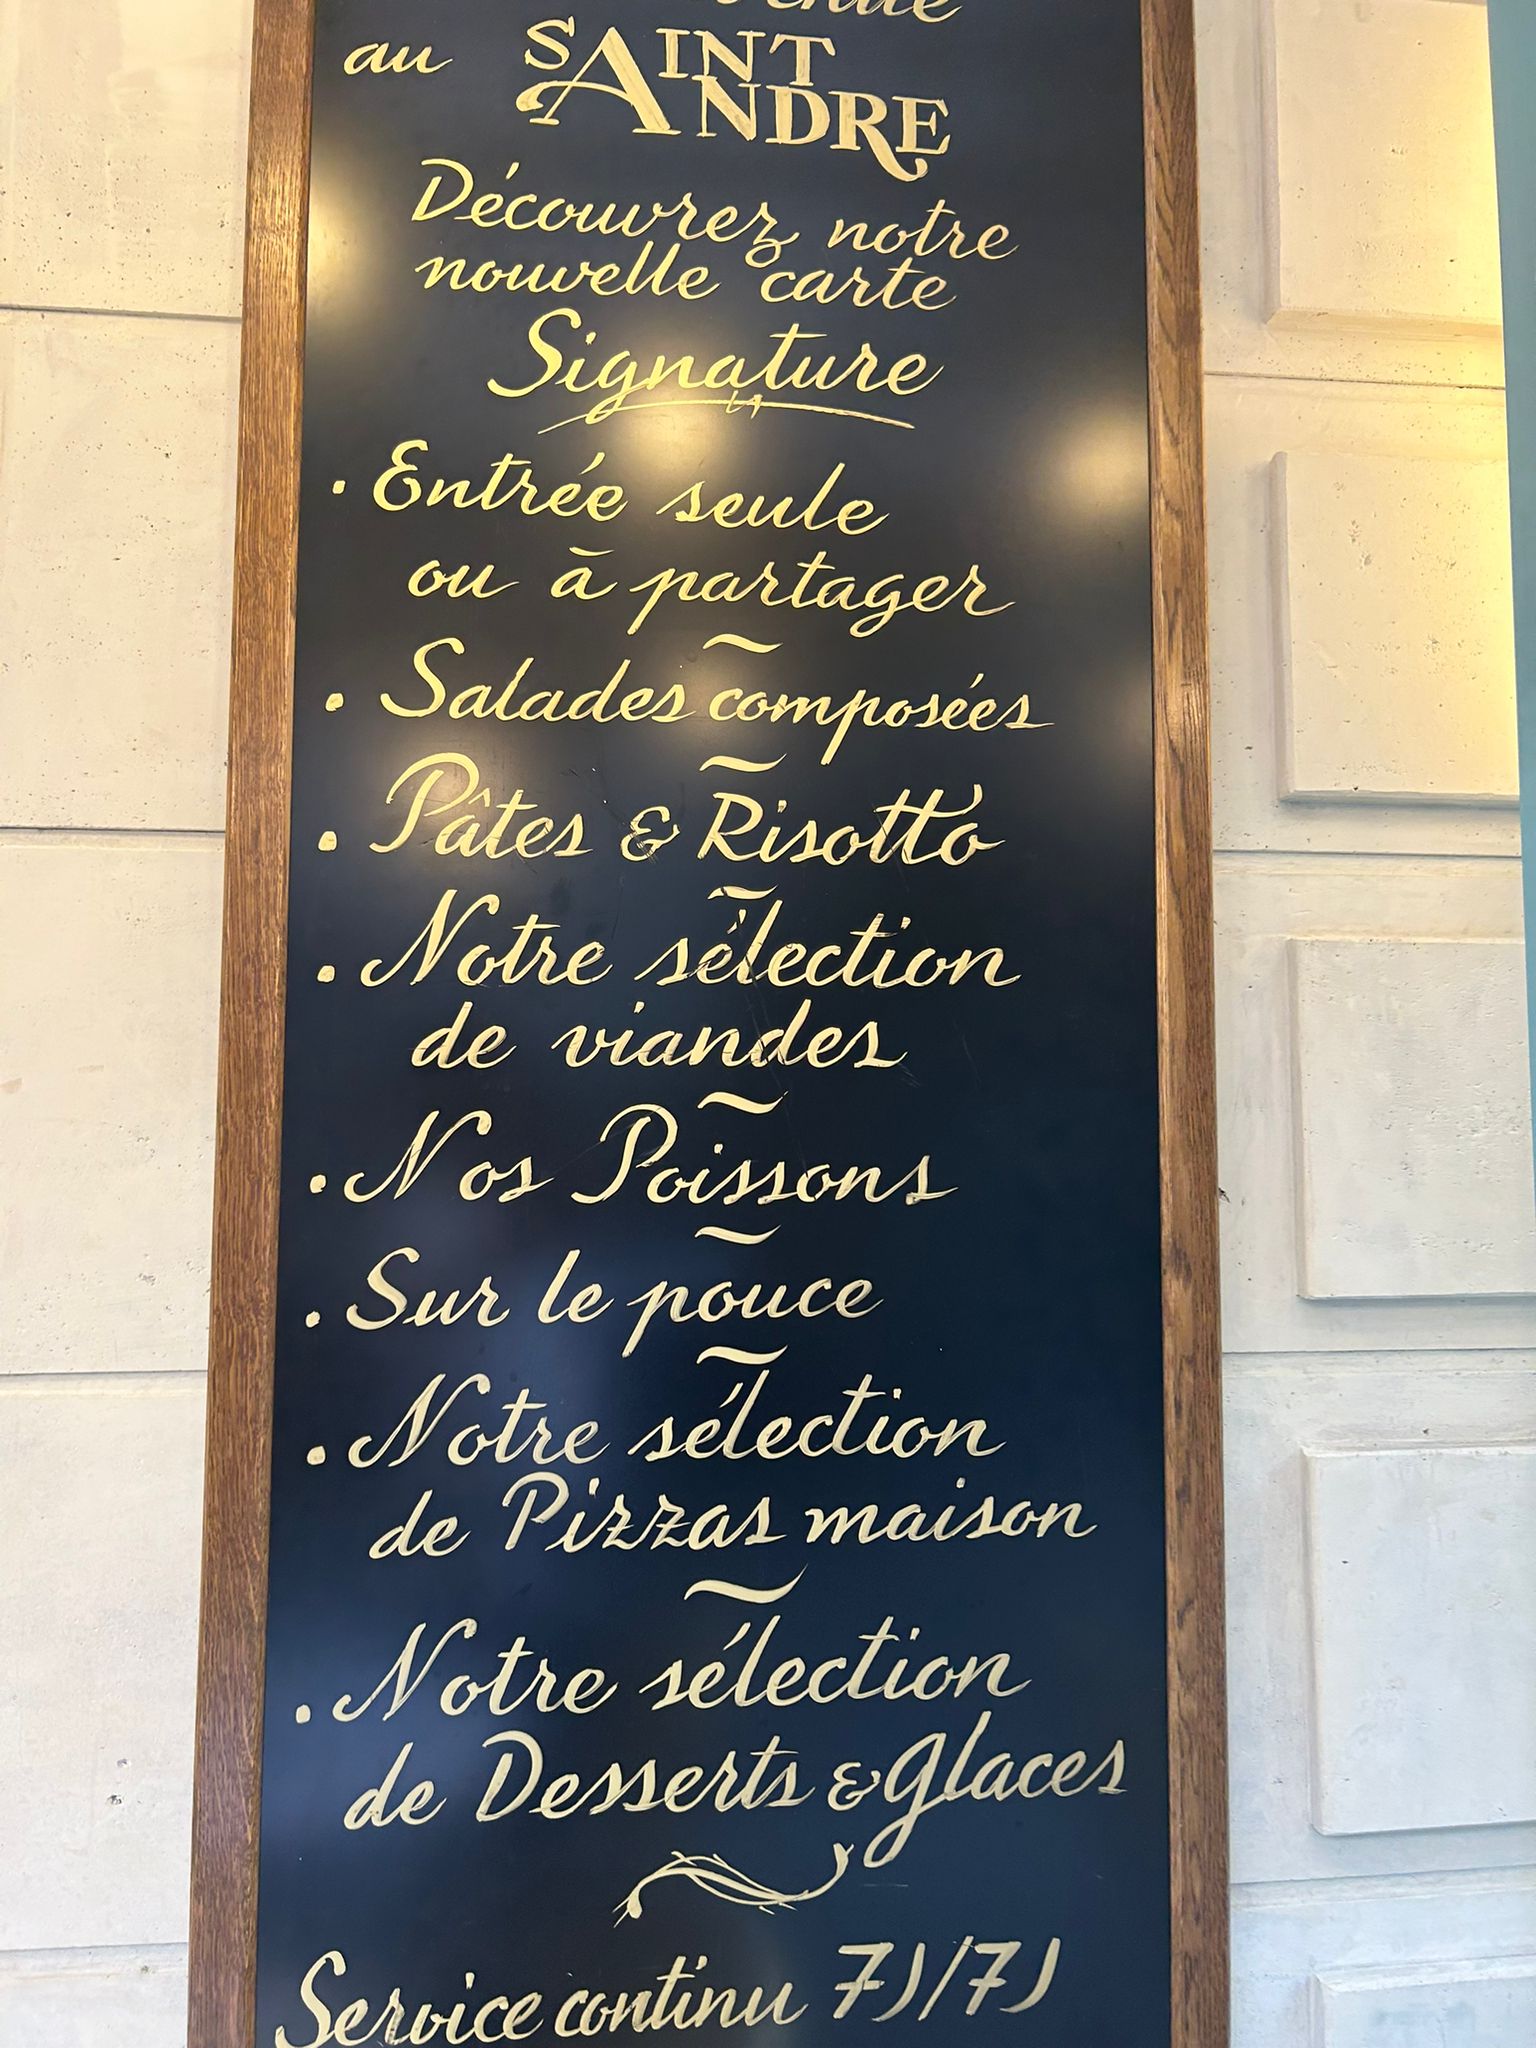 au SAINT ANDRE
Découvrez notre
nouvelle carte
Signature
• Entrée seule
ou à partager
• Salades composées
• Pâtes & Risotto
• Notre sélection
de viandes
• Nos Poissons
• Sur le pouce
• Notre sélection
de Pizzas maison
• Notre sélection
de Desserts & glaces
Service continu 7J/7J